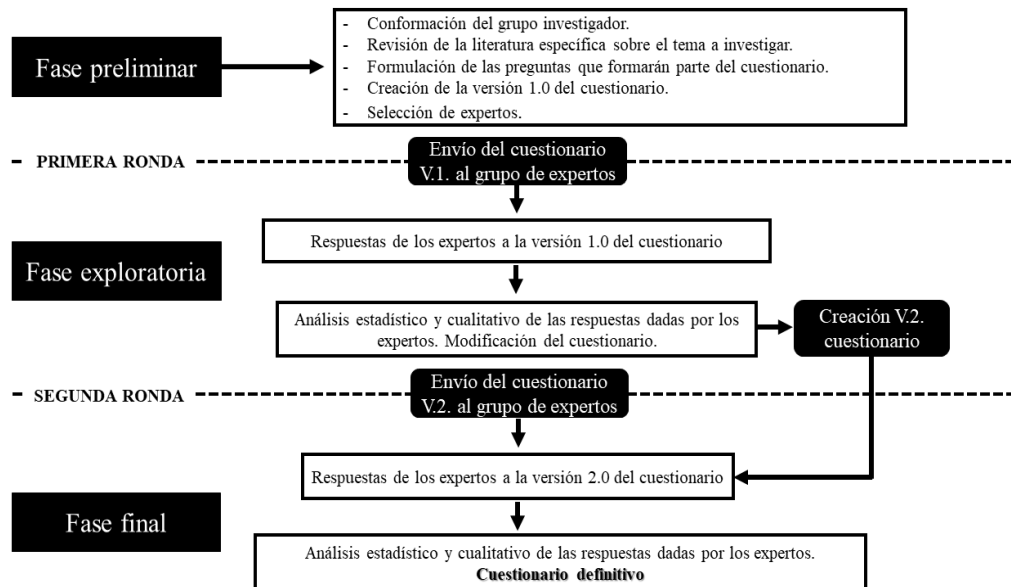 Fase preliminar
- Conformación del grupo investigador.
- Revisión de la literatura específica sobre el tema a investigar.
- Formulación de las preguntas que formarán parte del cuestionario.
- Creación de la versión 1.0 del cuestionario.
- Selección de expertos.
PRIMERA RONDA
Envío del cuestionario
V.1. al grupo de expertos
Respuestas de los expertos a la versión 1.0 del cuestionario
Fase exploratoria
Análisis estadístico y cualitativo de las respuestas dadas por los
expertos. Modificación del cuestionario.
Creación V.2.
cuestionario
SEGUNDA RONDA
Envío del cuestionario
V.2. al grupo de expertos
Respuestas de los expertos a la versión 2.0 del cuestionario
Fase final
Análisis estadístico y cualitativo de las respuestas dadas por los expertos.
Cuestionario definitivo